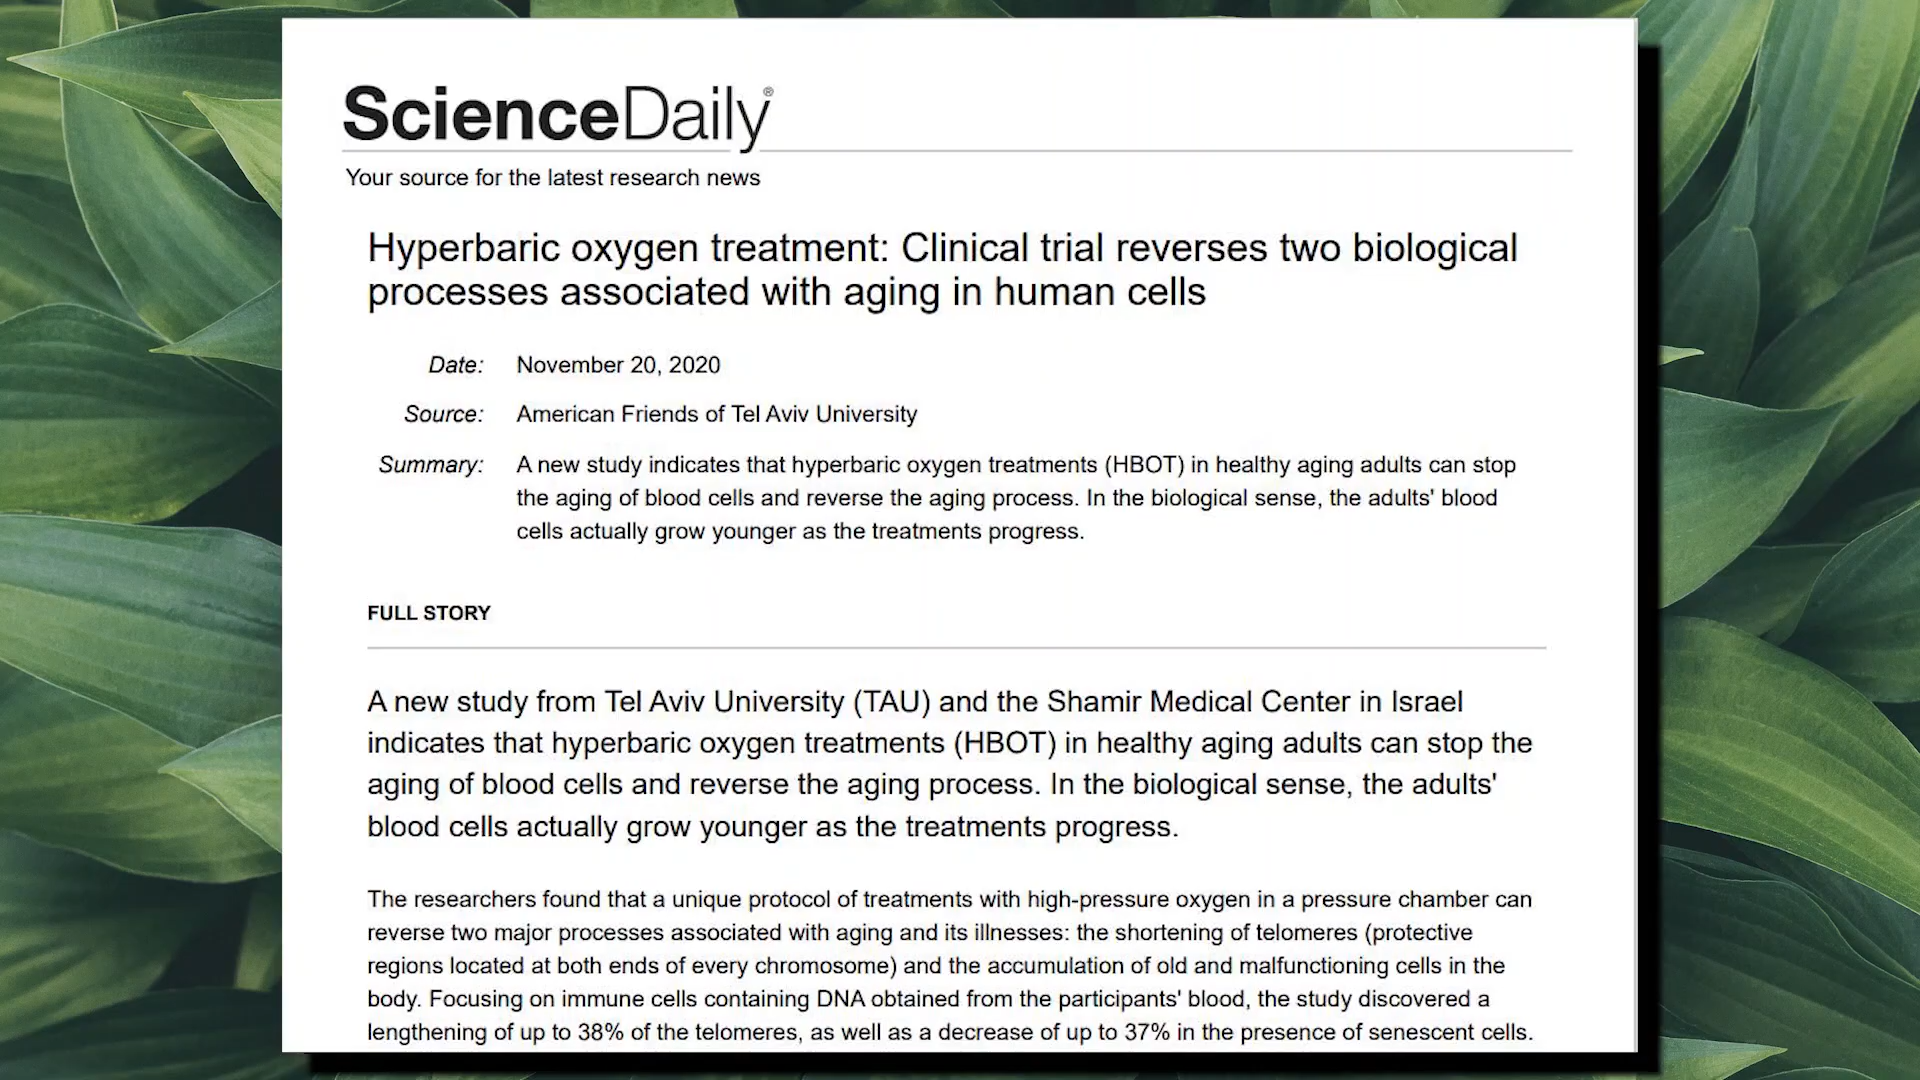 ScienceDaily®
Your source for the latest research news
Hyperbaric oxygen treatment: Clinical trial reverses two biological
processes associated with aging in human cells
Date: November 20, 2020
Source: American Friends of Tel Aviv University
Summary: A new study indicates that hyperbaric oxygen treatments (HBOT) in healthy aging adults can stop
the aging of blood cells and reverse the aging process. In the biological sense, the adults' blood
cells actually grow younger as the treatments progress.
FULL STORY
A new study from Tel Aviv University (TAU) and the Shamir Medical Center in Israel
indicates that hyperbaric oxygen treatments (HBOT) in healthy aging adults can stop the
aging of blood cells and reverse the aging process. In the biological sense, the adults'
blood cells actually grow younger as the treatments progress.
The researchers found that a unique protocol of treatments with high-pressure oxygen in a pressure chamber can
reverse two major processes associated with aging and its illnesses: the shortening of telomeres (protective
regions located at both ends of every chromosome) and the accumulation of old and malfunctioning cells in the
body. Focusing on immune cells containing DNA obtained from the participants' blood, the study discovered a
lengthening of up to 38% of the telomeres, as well as a decrease of up to 37% in the presence of senescent cells.